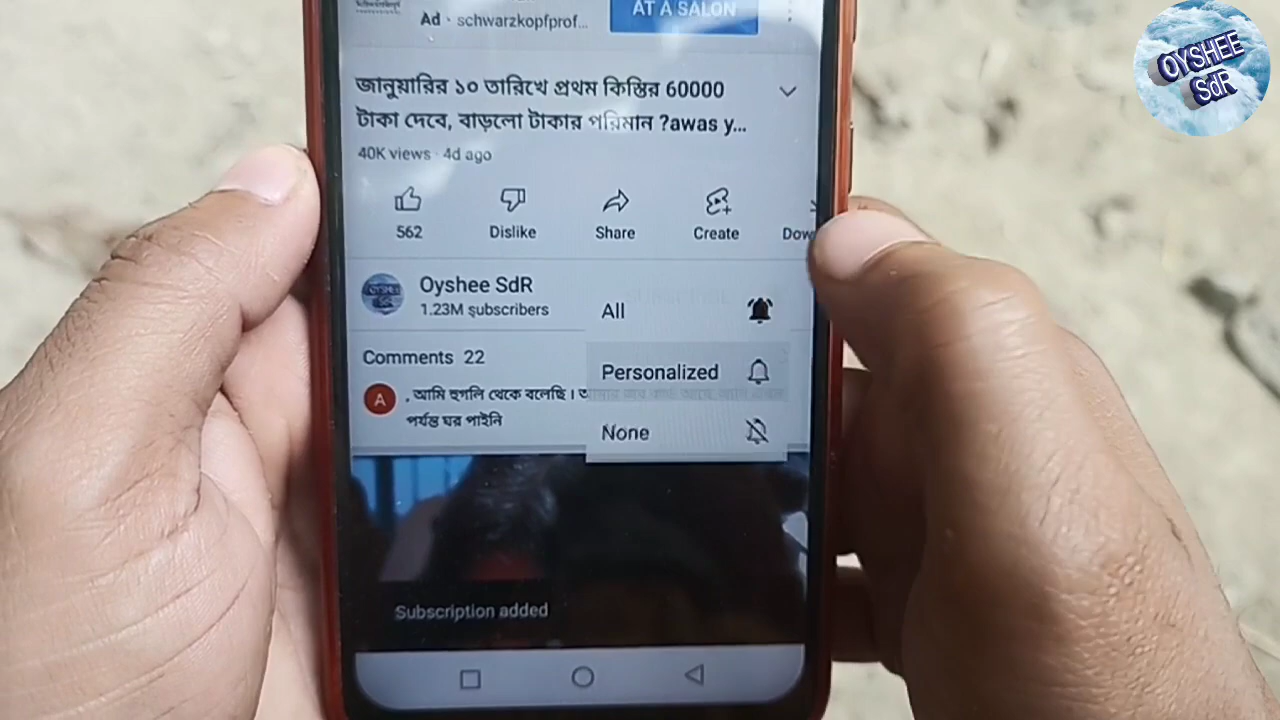 OYSHEE
SdR
AT A SALON
Ad · schwarzkopfprof...
জানুয়ারির ১০ তারিখে প্রথম কিস্তির 60000
টাকা দেবে, বাড়লো টাকার পরিমান ?awas y...
40K views · 4d ago
562
Dislike
Share
Create
Dow
Oyshee SdR
1.23M subscribers
All
Personalized
None
Comments 22
A
, আমি হুগলি থেকে বলেছি।
পর্যন্ত ঘর পাইনি
Subscription added